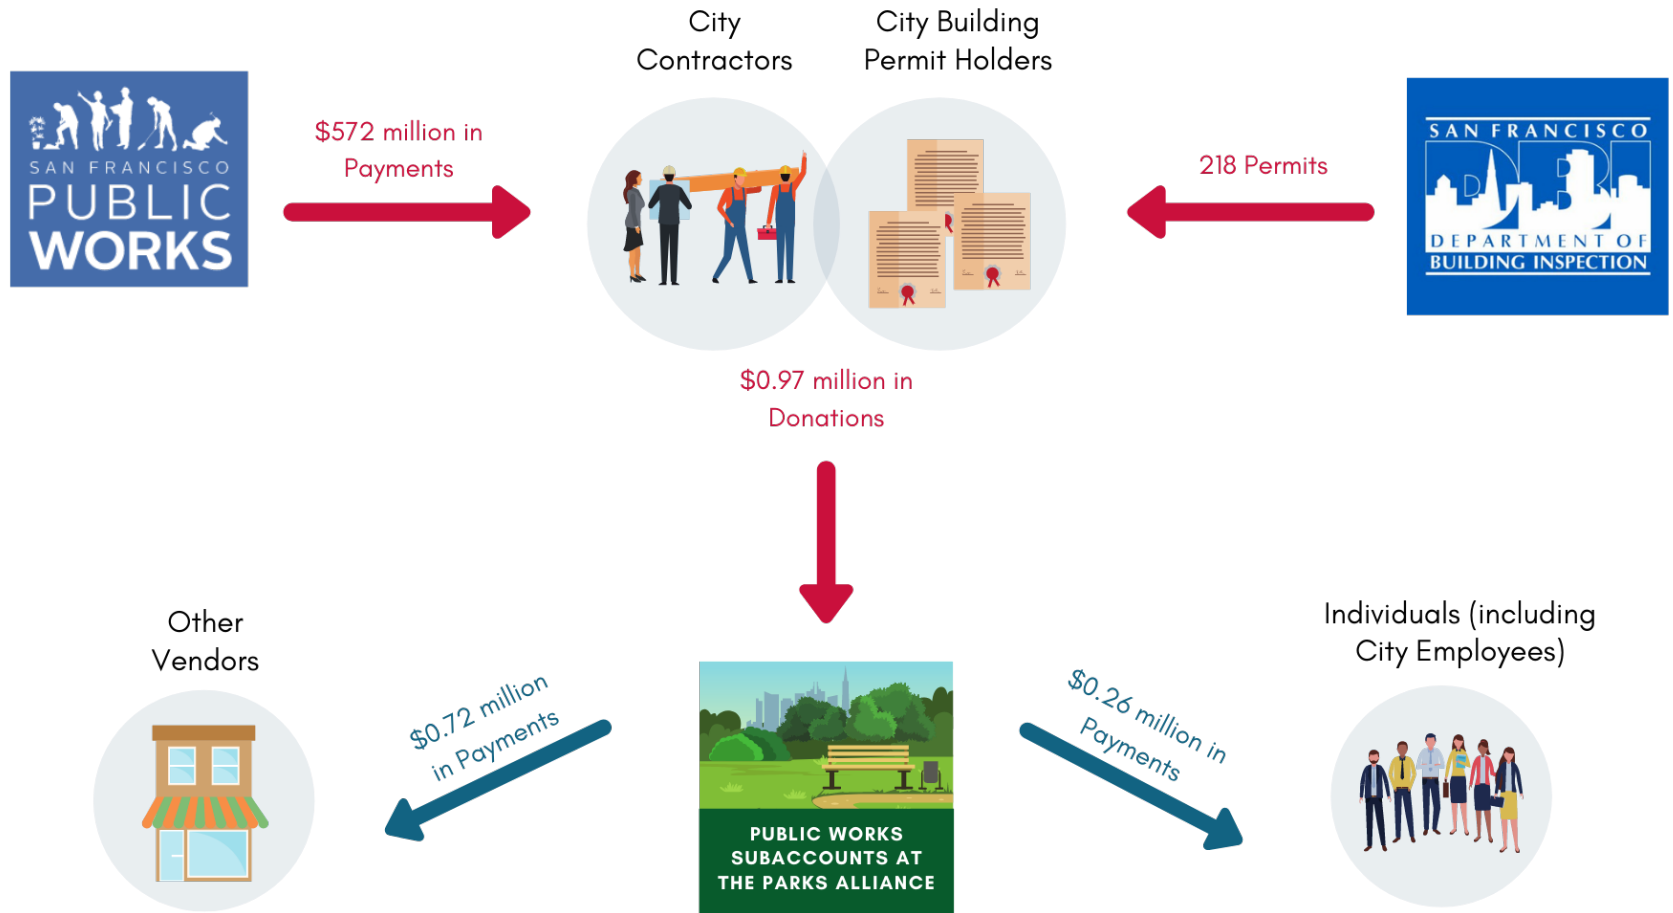 City
Contractors
City Building
Permit Holders
SAN FRANCISCO
PUBLIC
WORKS
$572 million in
Payments
218 Permits
SAN FRANCISCO
DBI
DEPARTMENT OF
BUILDING INSPECTION
$0.97 million in
Donations
Other
Vendors
$0.72 million
in Payments
PUBLIC WORKS
SUBACCOUNTS AT
THE PARKS ALLIANCE
$0.26 million in
Payments
Individuals (including
City Employees)